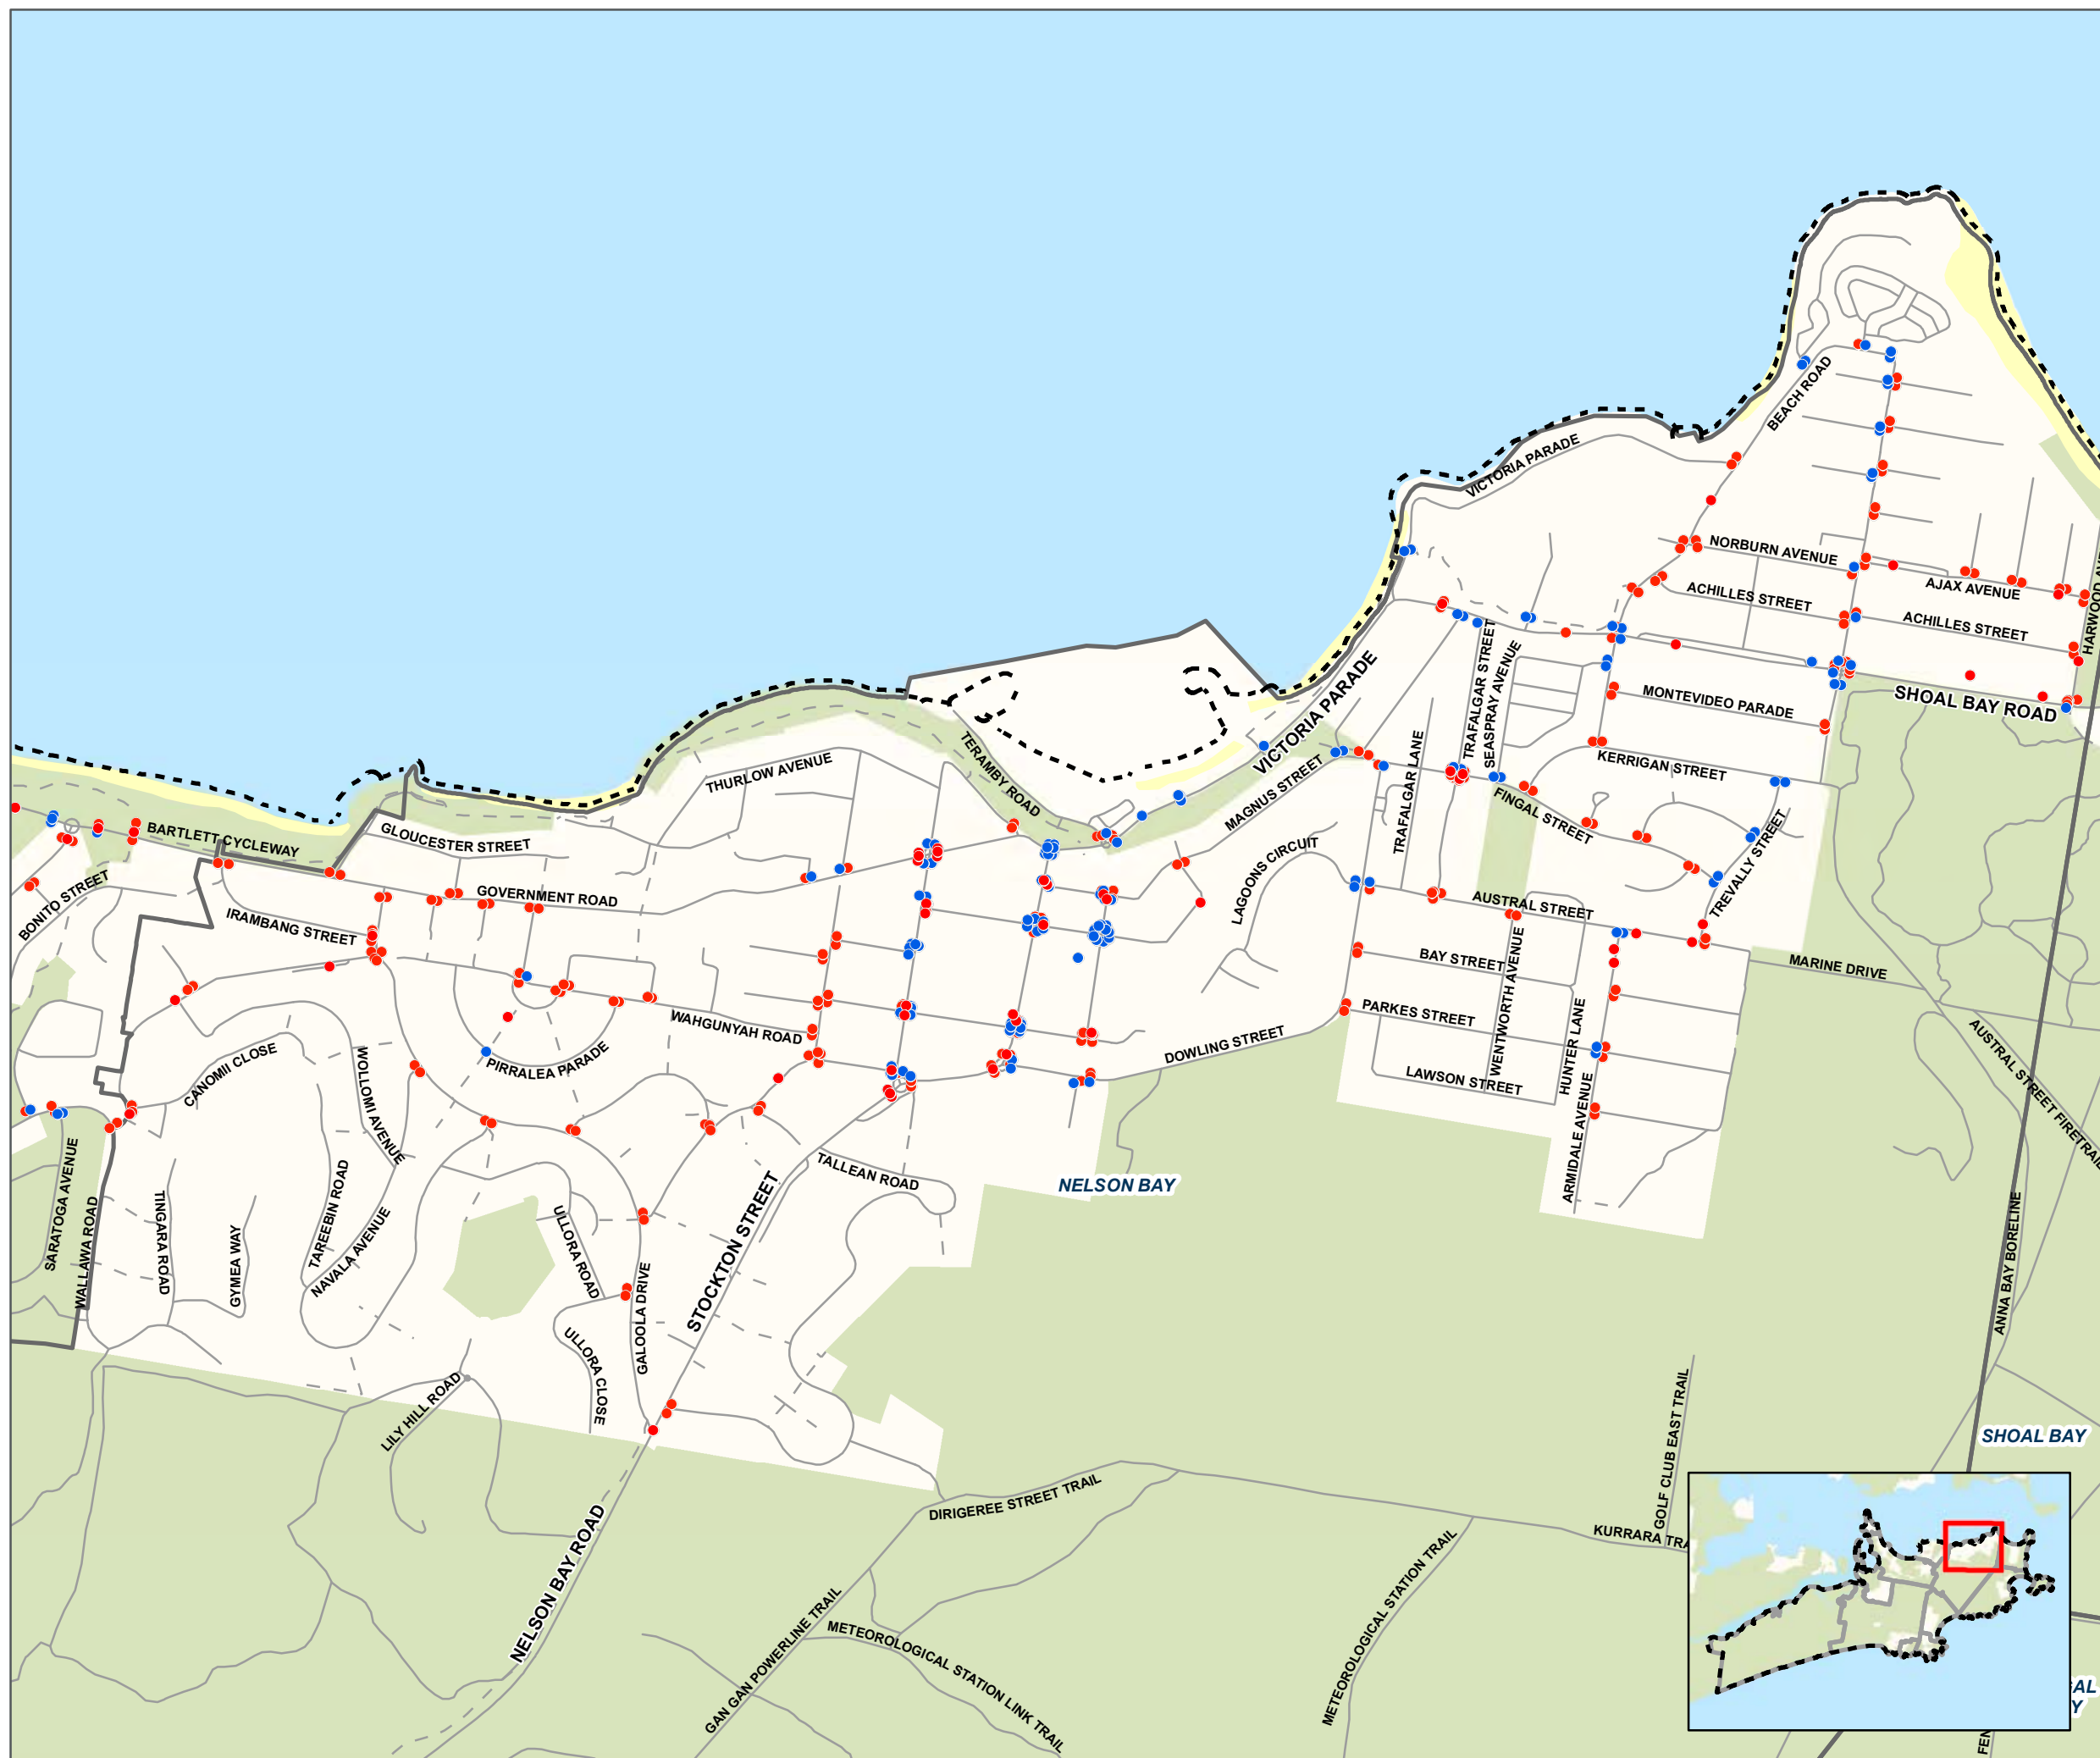 BEACH ROAD
VICTORIA PARADE
NORBURN AVENUE
AJAX AVENUE
ACHILLES STREET
ACHILLES STREET
TRAFALGAR STREET
SEASPRAY AVENUE
MONTEVIDEO PARADE
SHOAL BAY ROAD
VICTORIA PARADE
KERRIGAN STREET
THURLOW AVENUE
TERAMBY ROAD
MAGNUS STREET
TRAFALGAR LANE
FINGAL STREET
BARTLETT CYCLEWAY
GLOUCESTER STREET
TREVALLY STREET
LAGOONS CIRCUIT
BONITO STREET
GOVERNMENT ROAD
AUSTRAL STREET
IRAMBANG STREET
BAY STREET
MARINE DRIVE
WENTWORTH AVENUE
PARKES STREET
WAHGUNYAH ROAD
DOWLING STREET
HUNTER LANE
PIRRALEA PARADE
CANOMII CLOSE
WOLLOMI AVENUE
LAWSON STREET
AUSTRAL STREET FIRETRAIL
ARMIDALE AVENUE
SARATOGA AVENUE
TALLEAN ROAD
NELSON BAY
WALLAWA ROAD
TINGARA ROAD
GYMEA WAY
TAREEBIN ROAD
NAVALA AVENUE
ULLORA ROAD
STOCKTON STREET
GALOOLA DRIVE
ANNA BAY BORELINE
ULLORA CLOSE
LILY HILL ROAD
GOLF CLUB EAST TRAIL
SHOAL BAY
DIRIGEREE STREET TRAIL
KURRARA TRA
NELSON BAY ROAD
METEOROLOGICAL STATION TRAIL
GAN GAN POWERLINE TRAIL
METEOROLOGICAL STATION LINK TRAIL